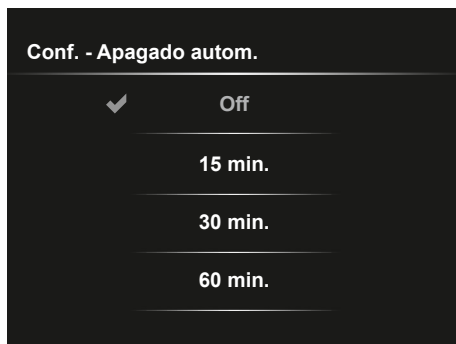 Conf. - Apagado autom.
Off
15 min.
30 min.
60 min.